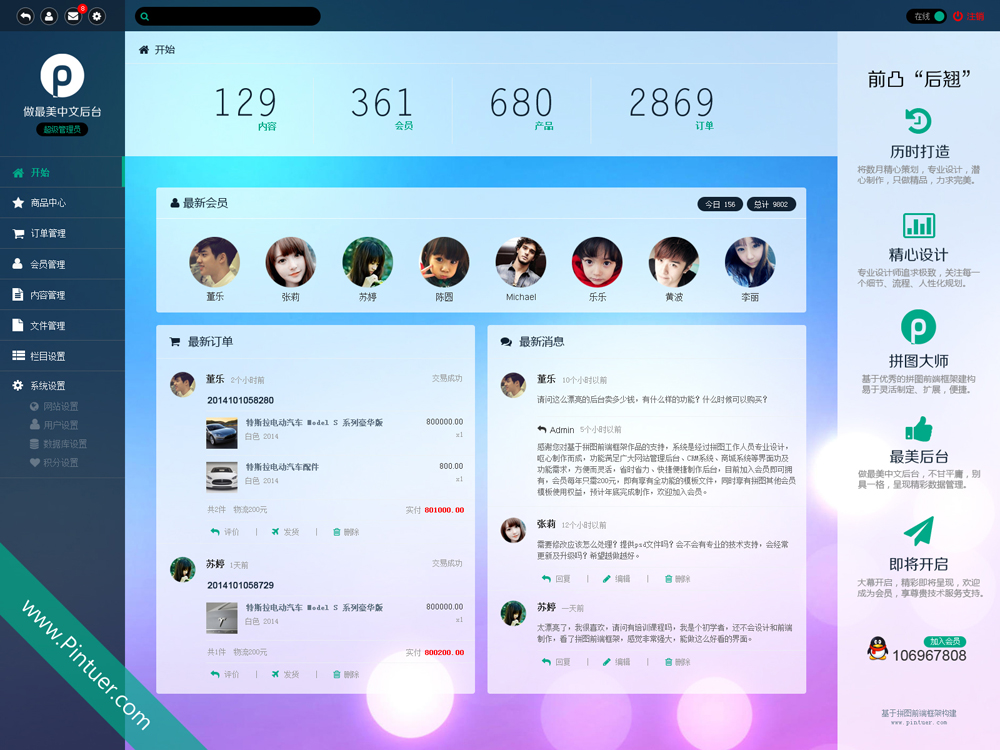 8
在线
注销
做最美中文后台
超级管理员
开始
商品中心
订单管理
会员管理
内容管理
文件管理
栏目设置
系统设置
网站设置
用户设置
数据库设置
积分设置
www.Pintuer.com
开始
129
内容
361
会员
680
产品
2869
订单
最新会员
今日 156
总计 9802
董乐
张莉
苏婷
陈圆
Michael
乐乐
黄波
李丽
最新订单
董乐 2个小时前 交易成功
2014101058280
特斯拉电动汽车 Model S 系列豪华版 800000.00
白色 2014 x1
特斯拉电动汽车配件 800.00
白色 2014 x1
共2件 物流200元 实付 801000.00
评价 | 发货 | 删除
苏婷 1天前 交易成功
2014101058729
特斯拉电动汽车 Model S 系列豪华版 800000.00
白色 2014 x1
共1件 物流200元 实付 800200.00
评价 | 发货 | 删除
最新消息
董乐 10个小时以前
请问这么漂亮的后台卖多少钱，有什么样的功能？什么时候可以购买？
Admin 5个小时以前
感谢您对基于拼图前端框架作品的支持，系统是经过拼图工作人员专业设计，
呕心制作而成，功能满足广大网站管理后台、CRM系统、商城系统等界面功及
功能需求，方便而灵活，省时省力、快捷便捷制作后台，目前加入会员即可拥
有，会员每年只需200元，即有享有全功能的模板文件，同时享有拼图其他会员
模板使用权益，预计年底完成制作，欢迎加入会员。
张莉 12个小时以前
需要修改应该怎么处理？提供psd文件吗？会不会有专业的技术支持，会经常
更新及升级吗？希望越做越好。
回复 | 编辑 | 删除
苏婷 一天前
太漂亮了，我很喜欢，请问有培训课程吗，我是个初学者，还不会设计和前端
制作，看了拼图前端框架，感觉非常强大，能做这么好看的界面。
回复 | 编辑 | 删除
前凸“后翘”
历时打造
将数月精心策划，专业设计，潜
心制作，只做精品，力求完美。
精心设计
专业设计师追求极致，关注每一
个细节、流程、人性化规划。
拼图大师
基于优秀的拼图前端框架建构
易于灵活制定、扩展，便捷。
最美后台
做最美中文后台，不甘平庸，别
具一格，呈现精彩数据管理。
即将开启
大幕开启，精彩即将呈现，欢迎
成为会员，享尊贵技术服务支持。
加入会员
106967808
基于拼图前端框架构建
www.pintuer.com